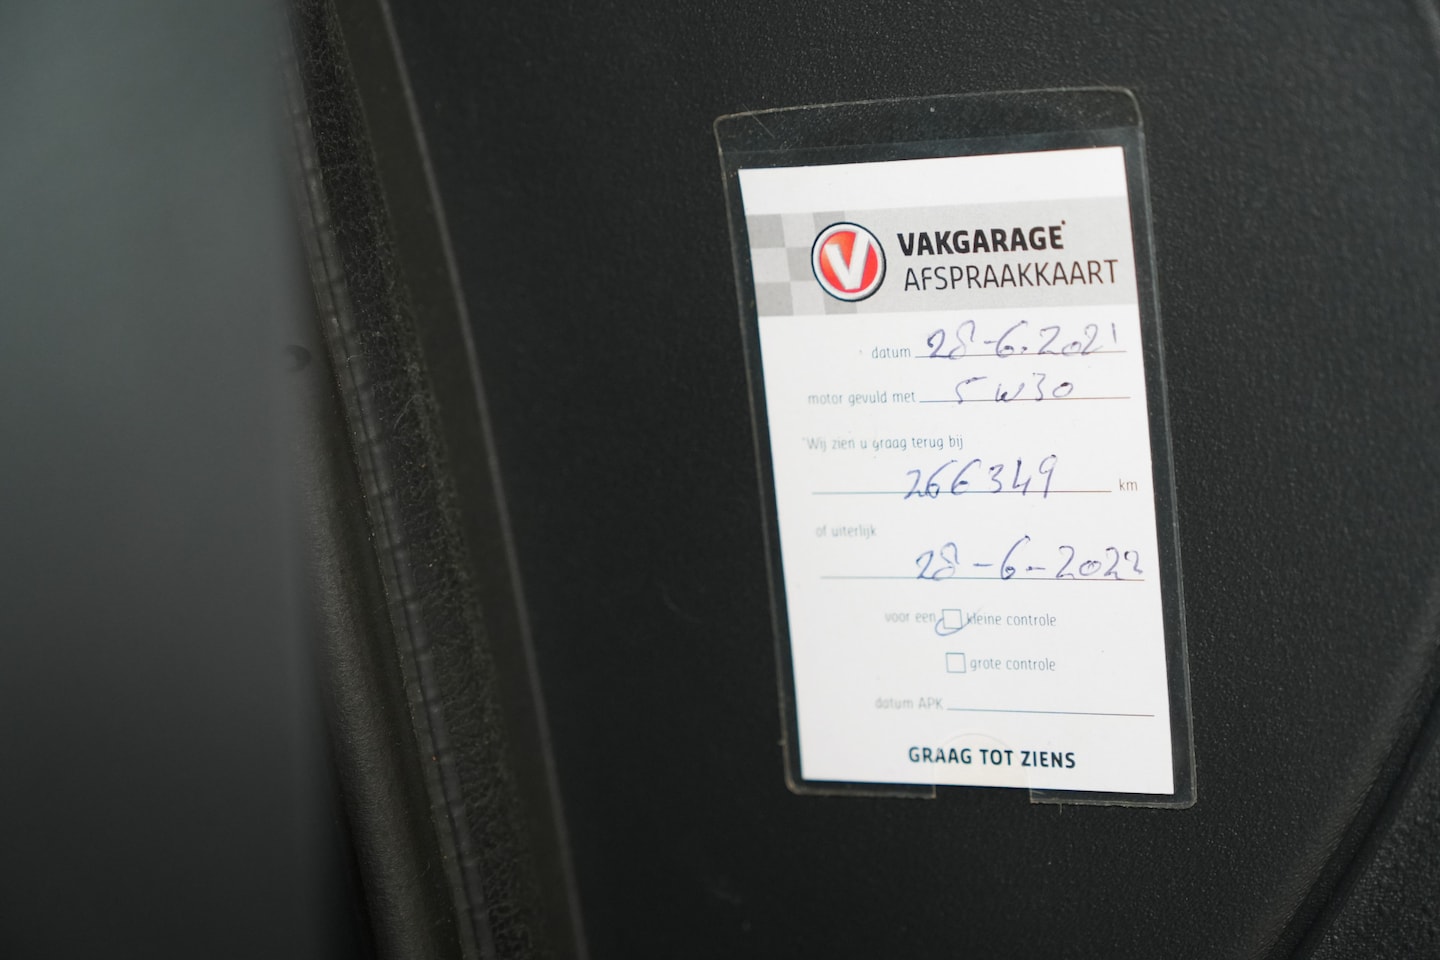 V
VAKGARAGE
AFSPRAAKKAART
datum 28-6-2021
motor gevuld met 5W30
Wij zien u graag terug bij
266349 km
of uiterlijk
28-6-2022
voor een kleine controle
grote controle
datum APK
GRAAG TOT ZIENS